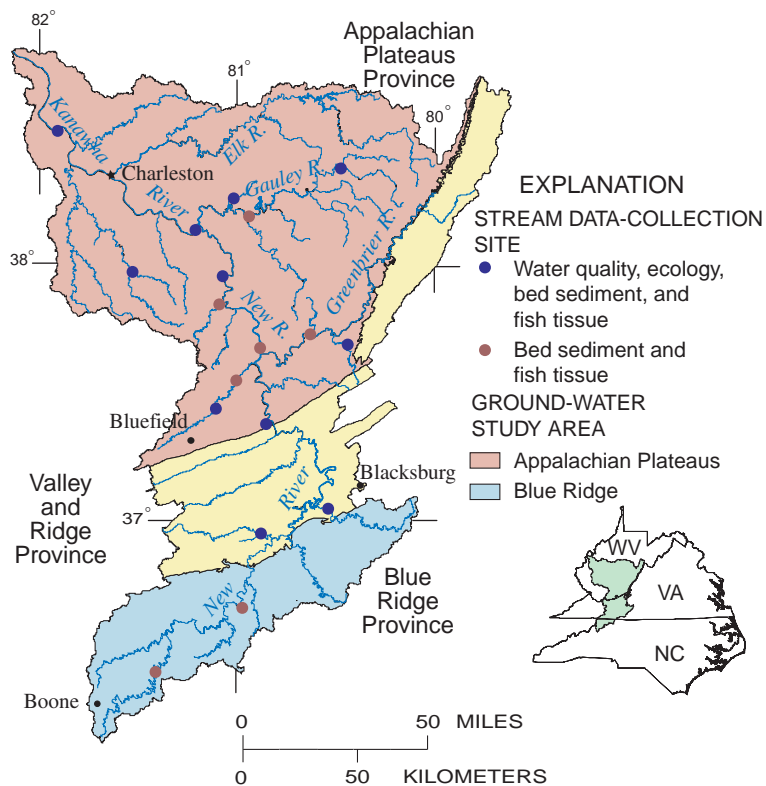 82°
Appalachian
Plateaus
Province
81°
80°
Kanawha
Elk R.
Charleston
Gauley R.
River
EXPLANATION
STREAM DATA-COLLECTION
SITE
Water quality, ecology,
bed sediment, and
fish tissue
Bed sediment and
fish tissue
GROUND-WATER
STUDY AREA
Appalachian Plateaus
Blue Ridge
38°
Greenbrier R.
New R.
Bluefield
Blacksburg
Valley
and
Ridge
Province
37°
River
New
Blue
Ridge
Province
Boone
WV
VA
NC
0 50 MILES
0 50 KILOMETERS